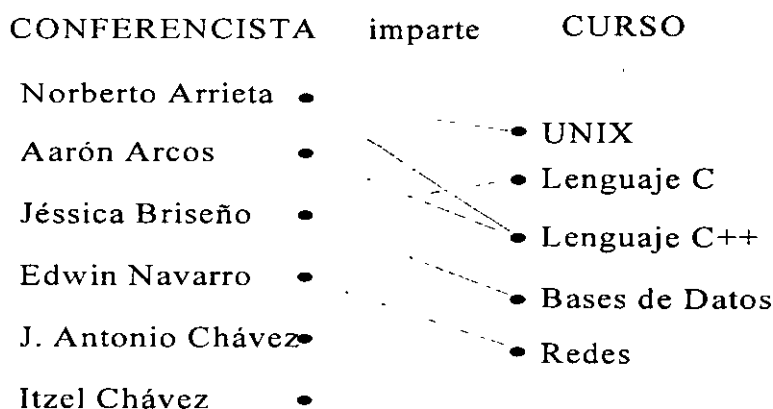 CONFERENCISTA imparte CURSO
Norberto Arrieta
Aarón Arcos
Jéssica Briseño
Edwin Navarro
J. Antonio Chávez
Itzel Chávez
UNIX
Lenguaje C
Lenguaje C++
Bases de Datos
Redes